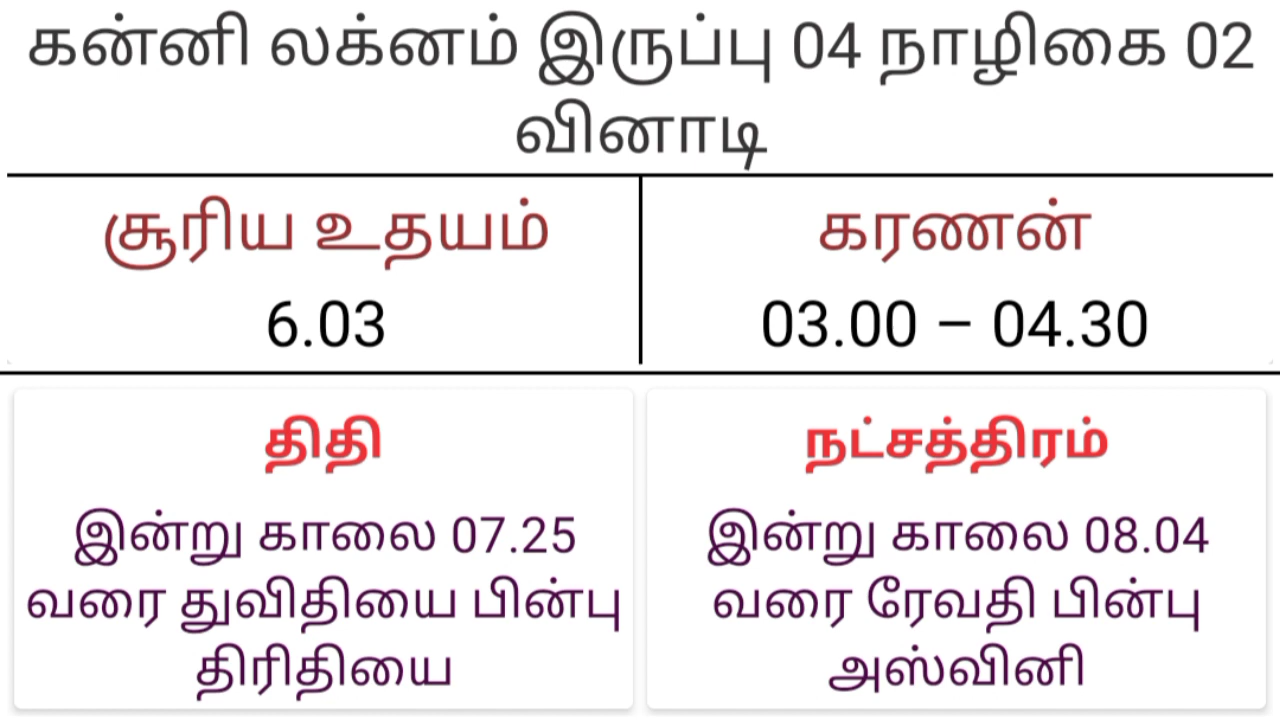 கன்னி லக்னம் இருப்பு 04 நாழிகை 02
வினாடி
சூரிய உதயம்
6.03
கரணன்
03.00 – 04.30
திதி
இன்று காலை 07.25
வரை துவிதியை பின்பு
திரிதியை
நட்சத்திரம்
இன்று காலை 08.04
வரை ரேவதி பின்பு
அஸ்வினி